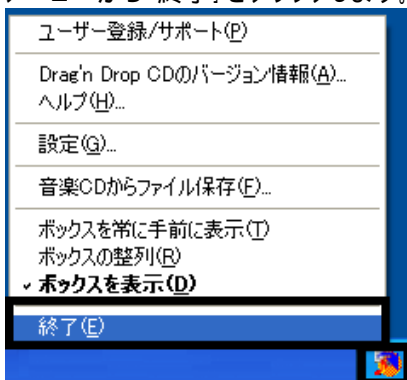 メニューから「終了」をクリックします。
ユーザー登録/サポート(P)
Drag'n Drop CDのバージョン情報(A)...
ヘルプ(H)...
設定(G)...
音楽CDからファイル保存(F)...
ボックスを常に手前に表示(T)
ボックスの整列(R)
ボックスを表示(D)
終了(E)